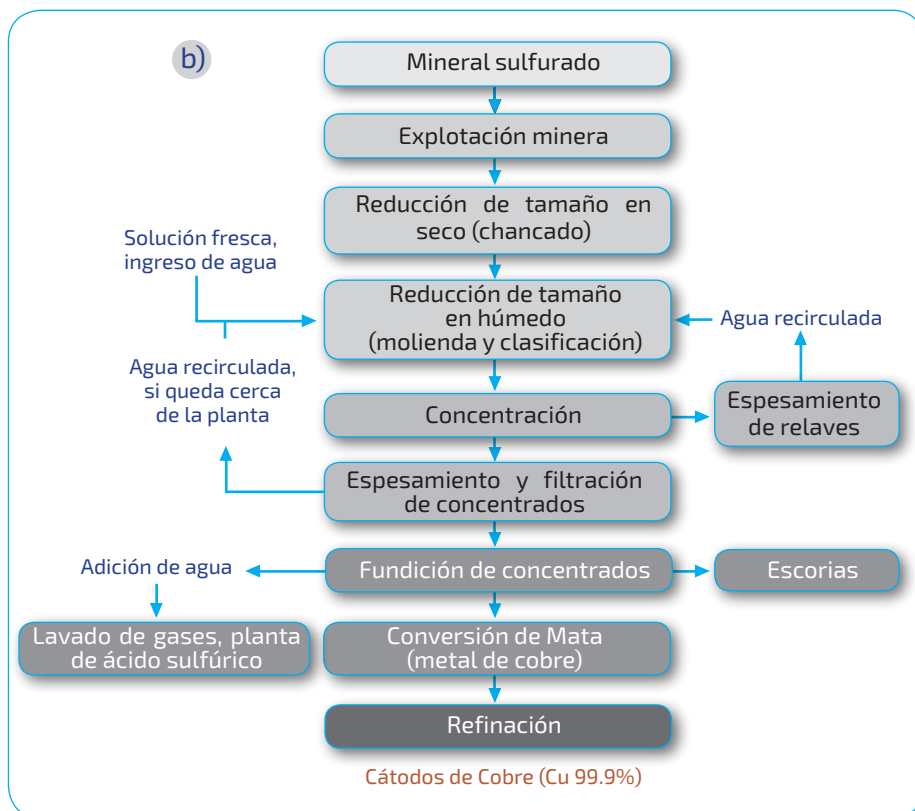 b)
Mineral sulfurado
Explotación minera
Reducción de tamaño en
seco (chancado)
Solución fresca,
ingreso de agua
Reducción de tamaño
en húmedo
(molienda y clasificación)
Agua recirculada
Agua recirculada,
si queda cerca
de la planta
Concentración
Espesamiento
de relaves
Espesamiento y filtración
de concentrados
Adición de agua
Fundición de concentrados
Escorias
Lavado de gases, planta
de ácido sulfúrico
Conversión de Mata
(metal de cobre)
Refinación
Cátodos de Cobre (Cu 99.9%)